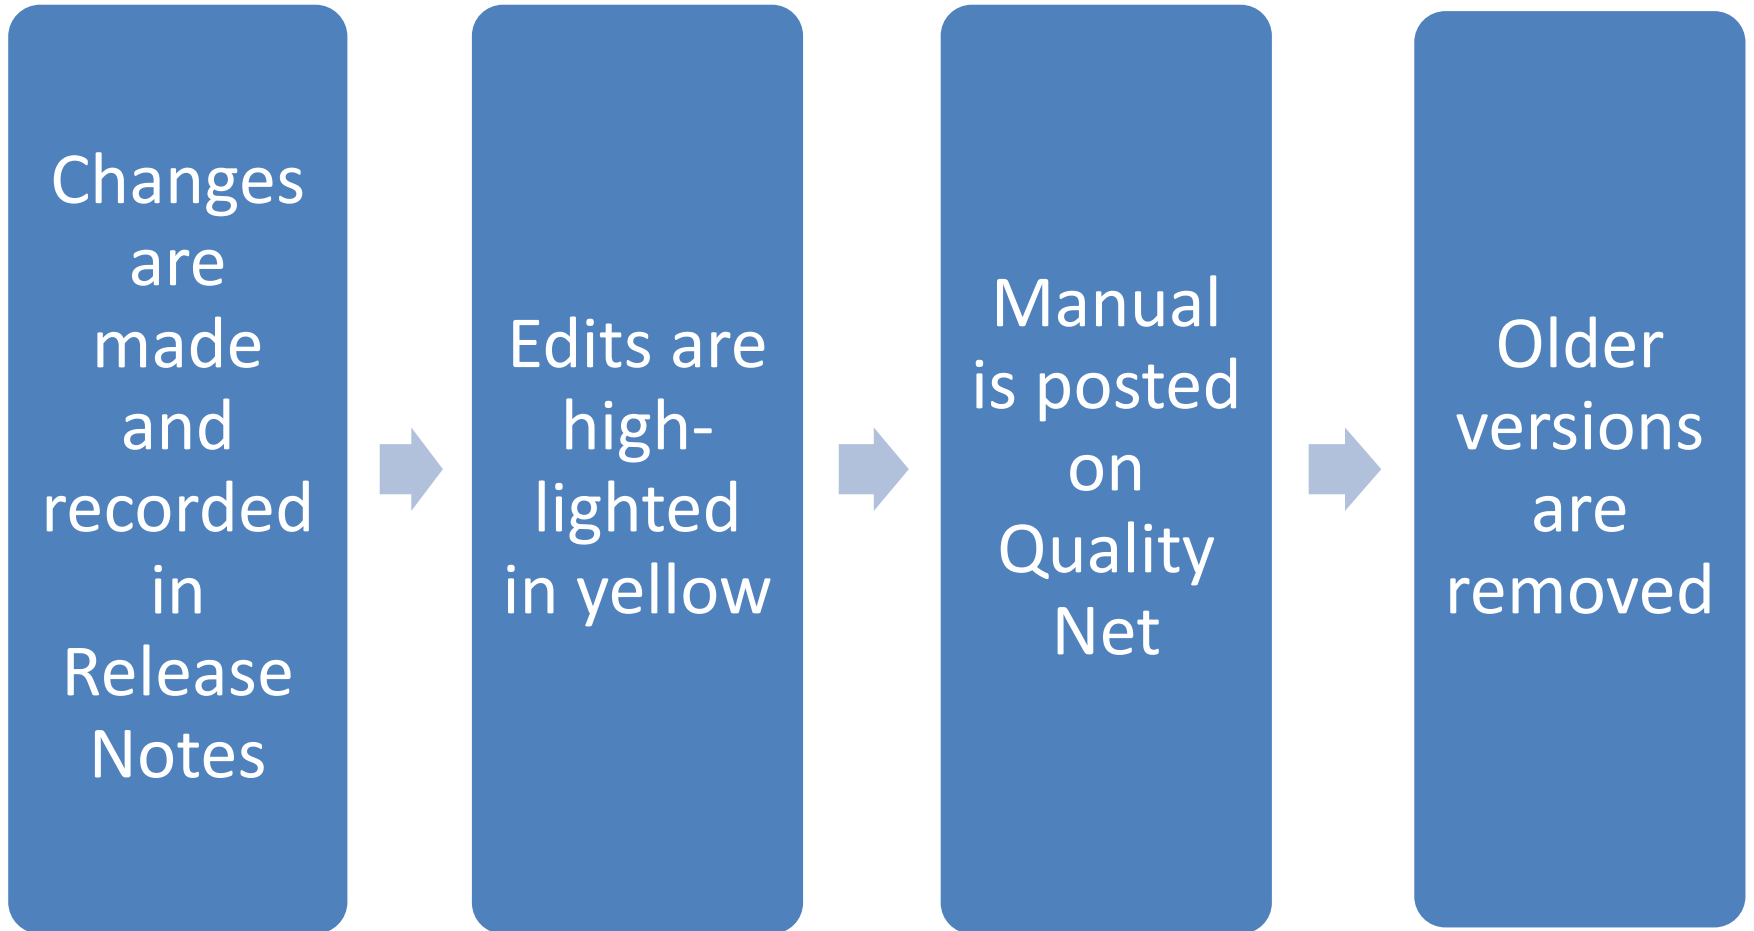 Changes
are
made
and
recorded
in
Release
Notes
Edits are
high-
lighted
in yellow
Manual
is posted
on
Quality
Net
Older
versions
are
removed